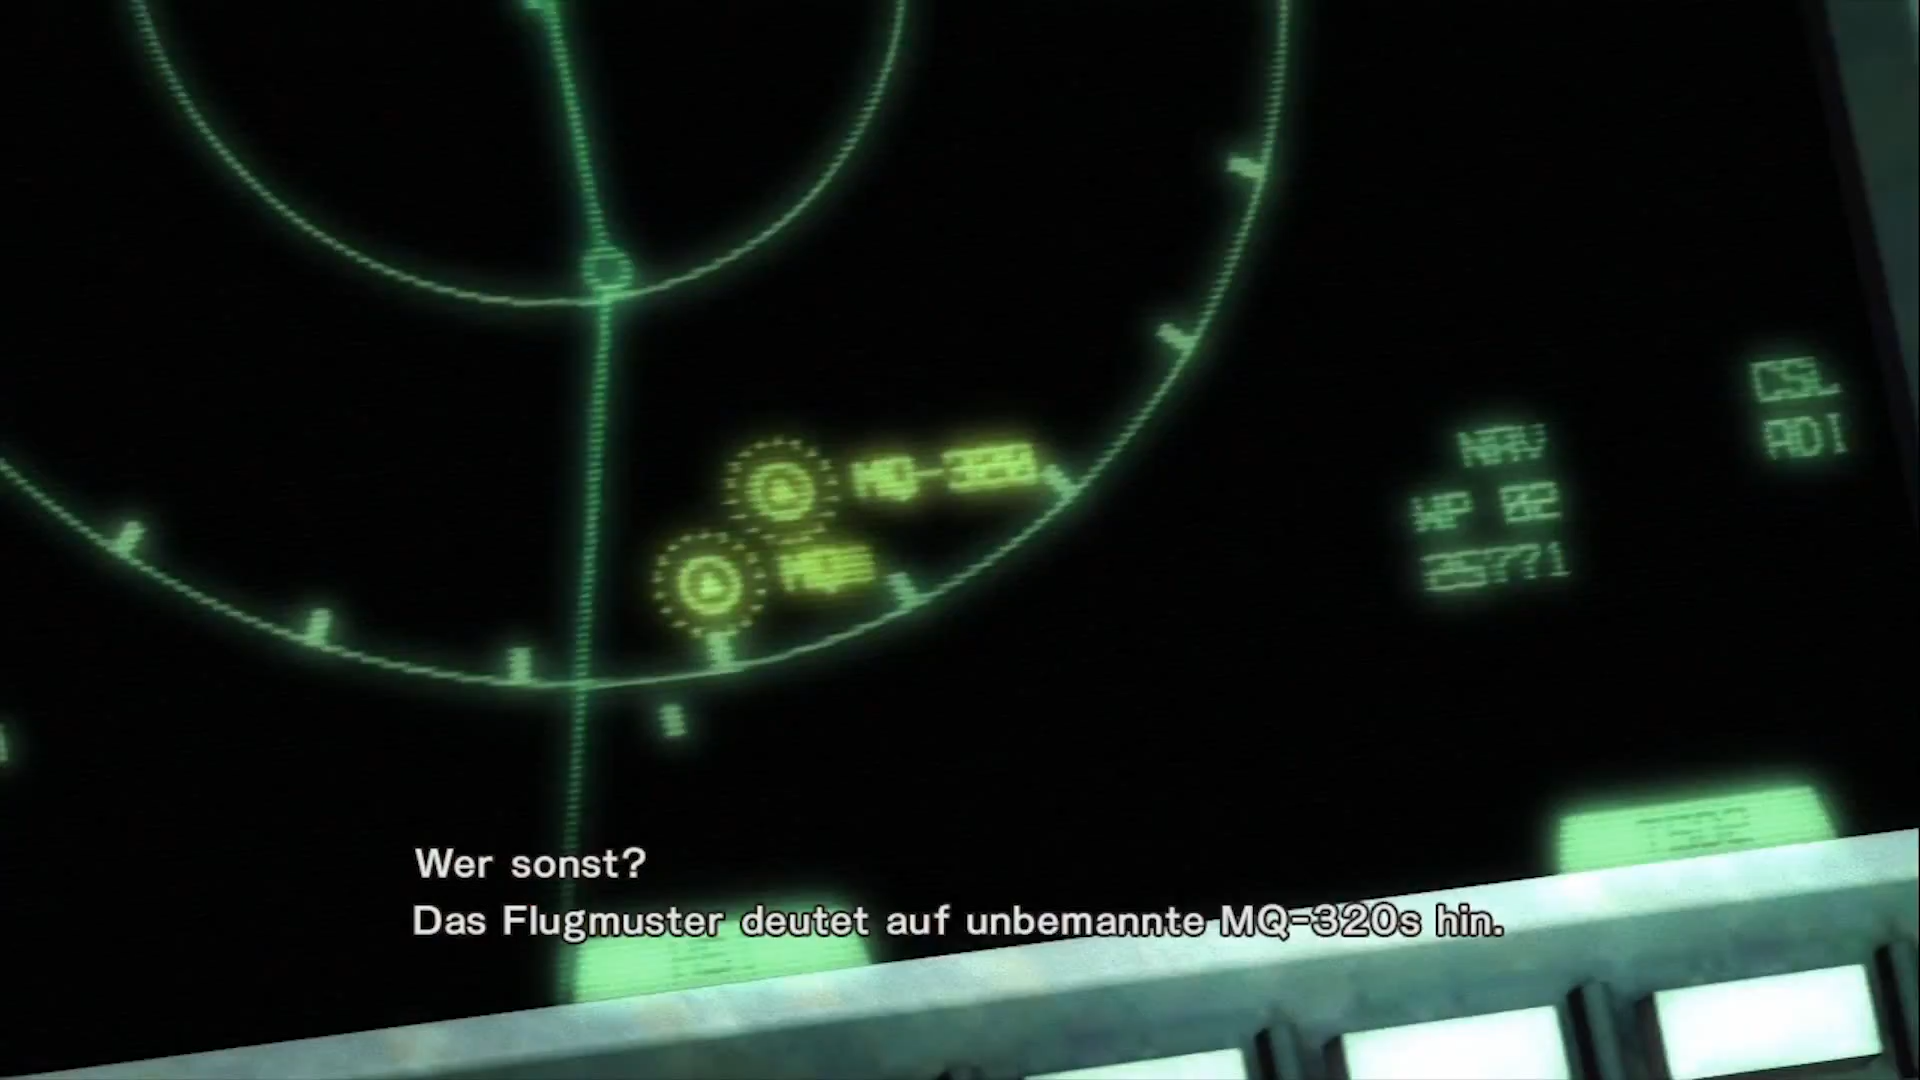 MQ-320
CSL
ADI
NAV
WP 02
Wer sonst?
Das Flugmuster deutet auf unbemannte MQ-320s hin.